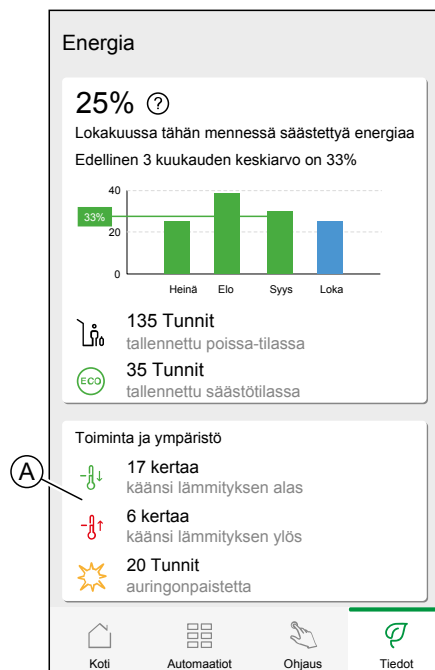 Energia
25% ?
Lokakuussa tähän mennessä säästettyä energiaa
Edellinen 3 kuukauden keskiarvo on 33%
40
33%
20
0
Heinä Elo Syys Loka
135 Tunnit
tallennettu poissa-tilassa
ECO
35 Tunnit
tallennettu säästötilassa
Toiminta ja ympäristö
A
17 kertaa
käänsi lämmityksen alas
6 kertaa
käänsi lämmityksen ylös
20 Tunnit
auringonpaistetta
Koti Automaatiot Ohjaus Tiedot